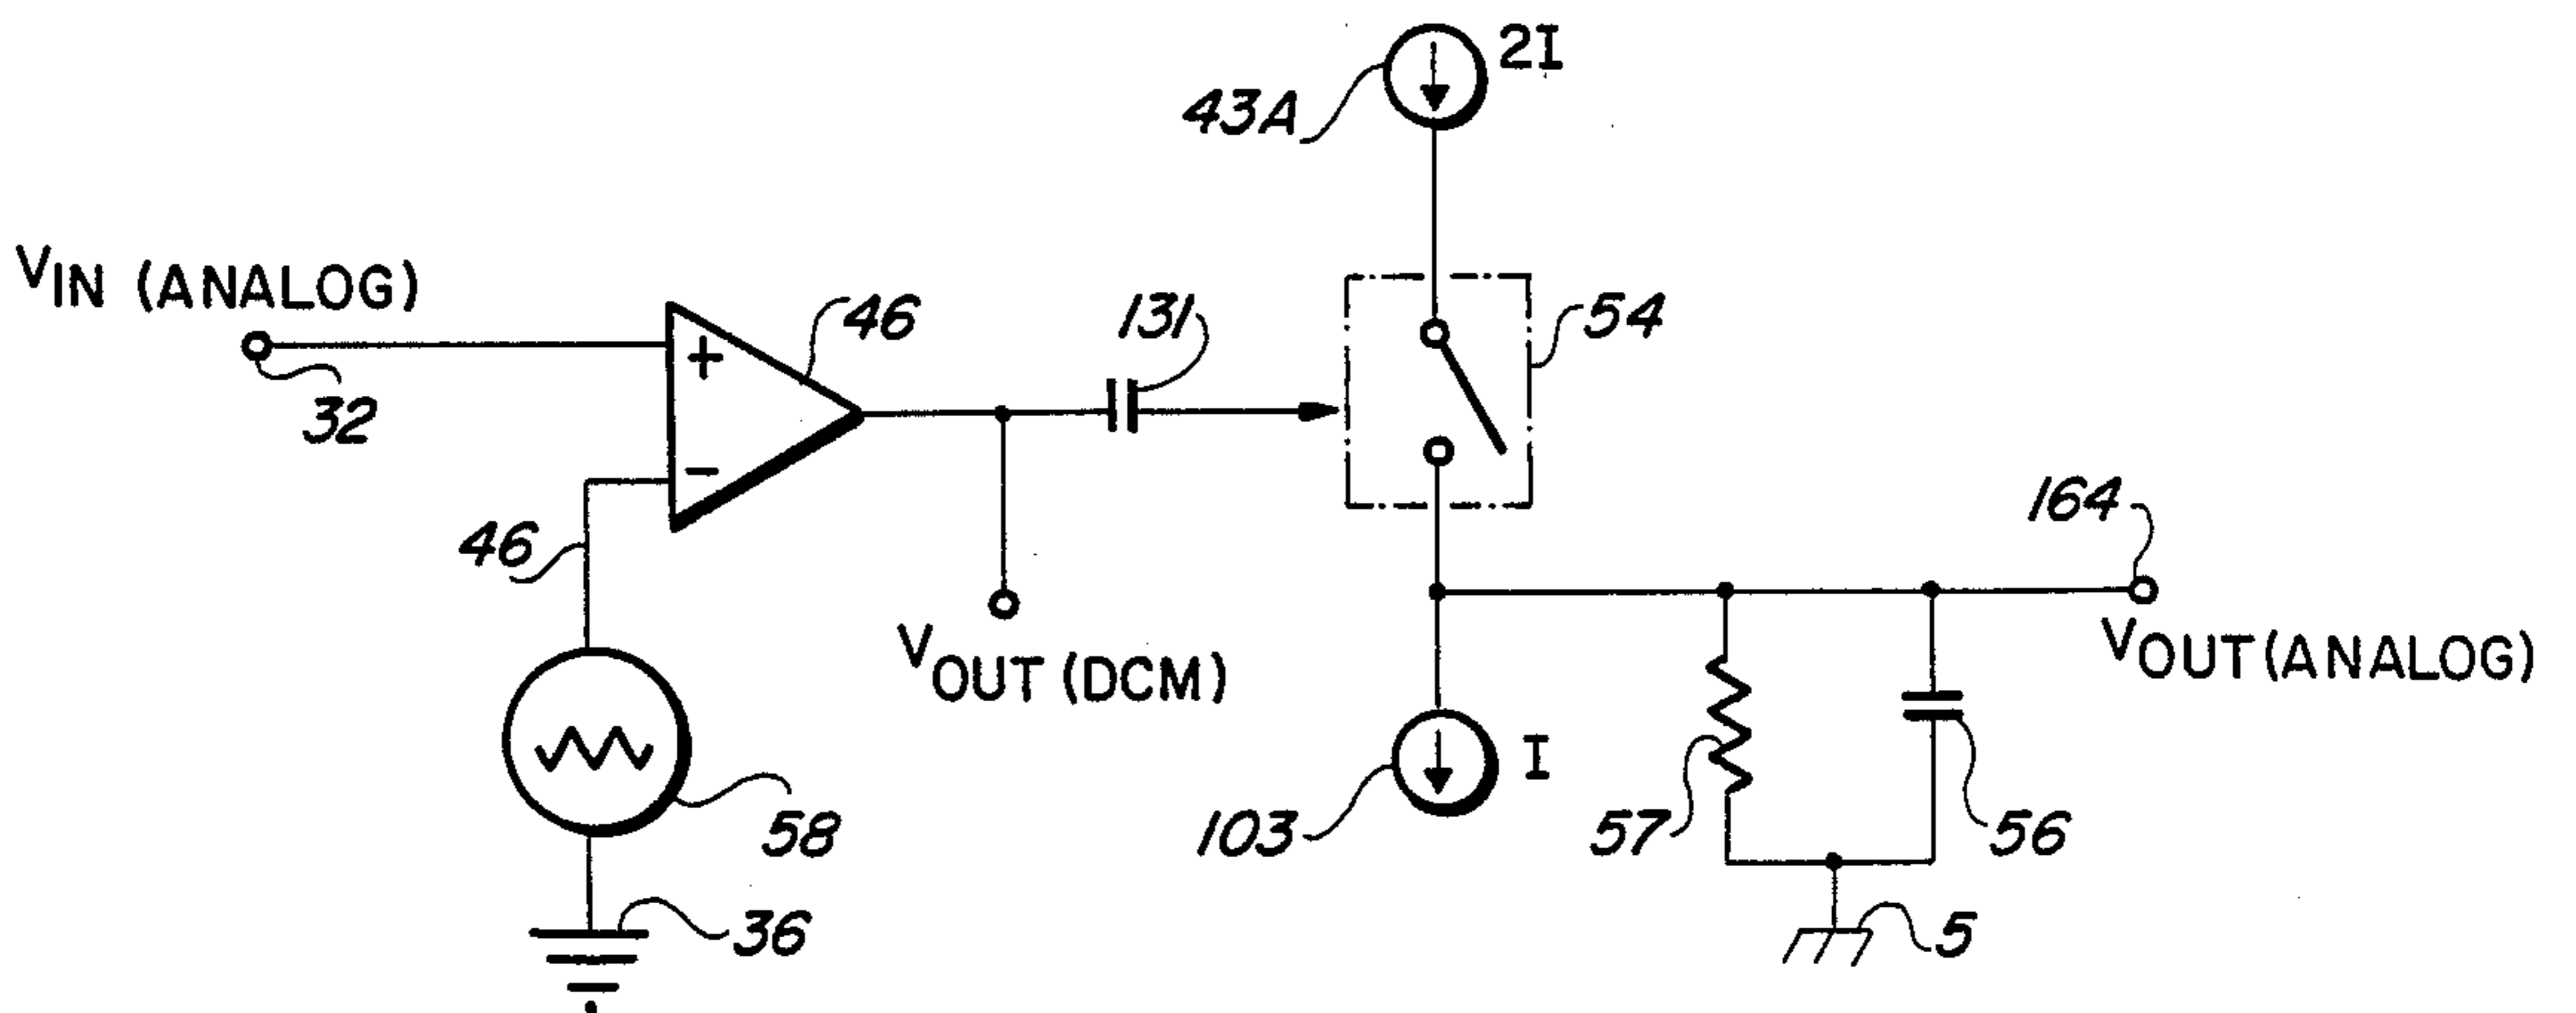 2I
43A
VIN (ANALOG)
32
+
-
46
131
54
46
VOUT (DCM)
164
VOUT (ANALOG)
58
36
103
I
57
56
5